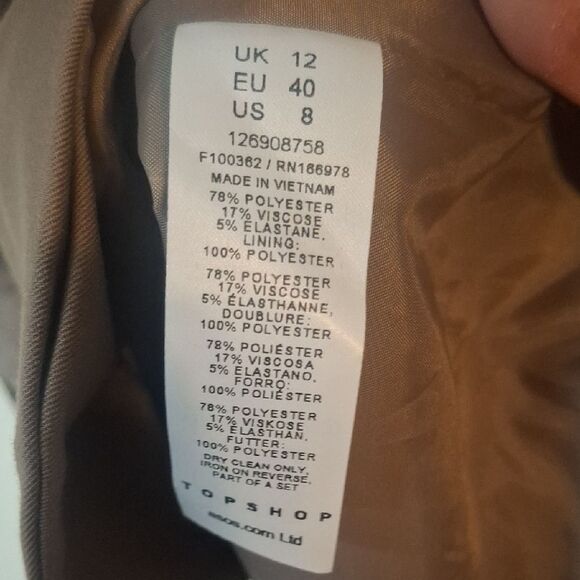 UK 12
EU 40
US 8
126908758
F100362 / RN166978
MADE IN VIETNAM
78% POLYESTER
17% VISCOSE
5% ELASTANE,
LINING:
100% POLYESTER
78% POLYESTER
17% VISCOSE
5% ÉLASTHANNE,
DOUBLURE:
100% POLYESTER
78% POLIÉSTER
17% VISCOSA
5% ELASTANO,
FORRO:
100% POLIÉSTER
78% POLYESTER
17% VISKOSE
5% ELASTHAN,
FUTTER:
100% POLYESTER
DRY CLEAN ONLY,
IRON ON REVERSE,
PART OF A SET
TOPSHOP
asos.com Ltd